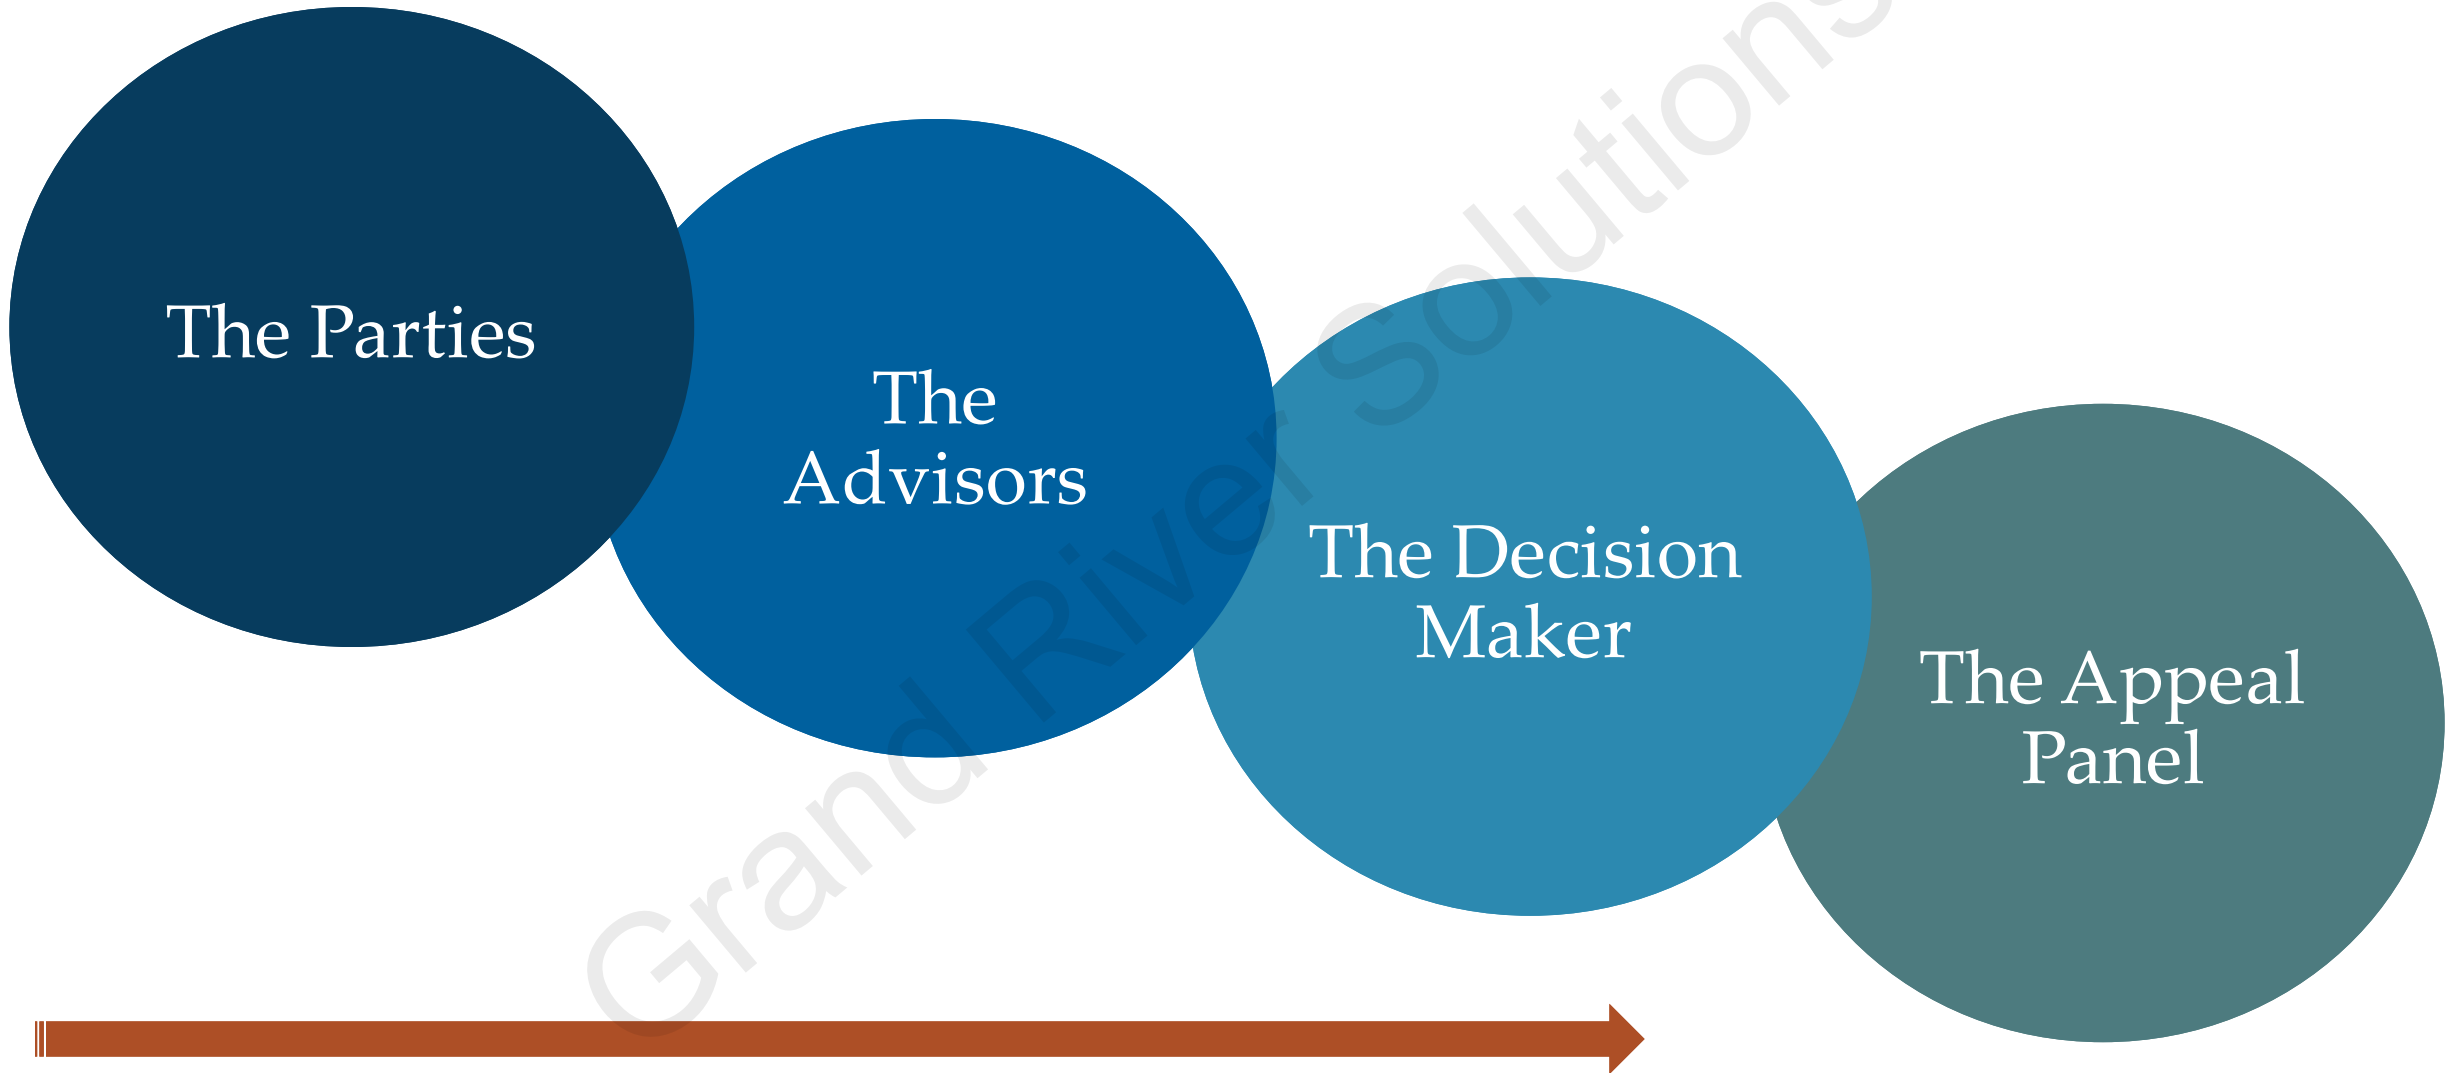 The Parties
The
Advisors
The Decision
Maker
The Appeal
Panel
Grand River Solutions